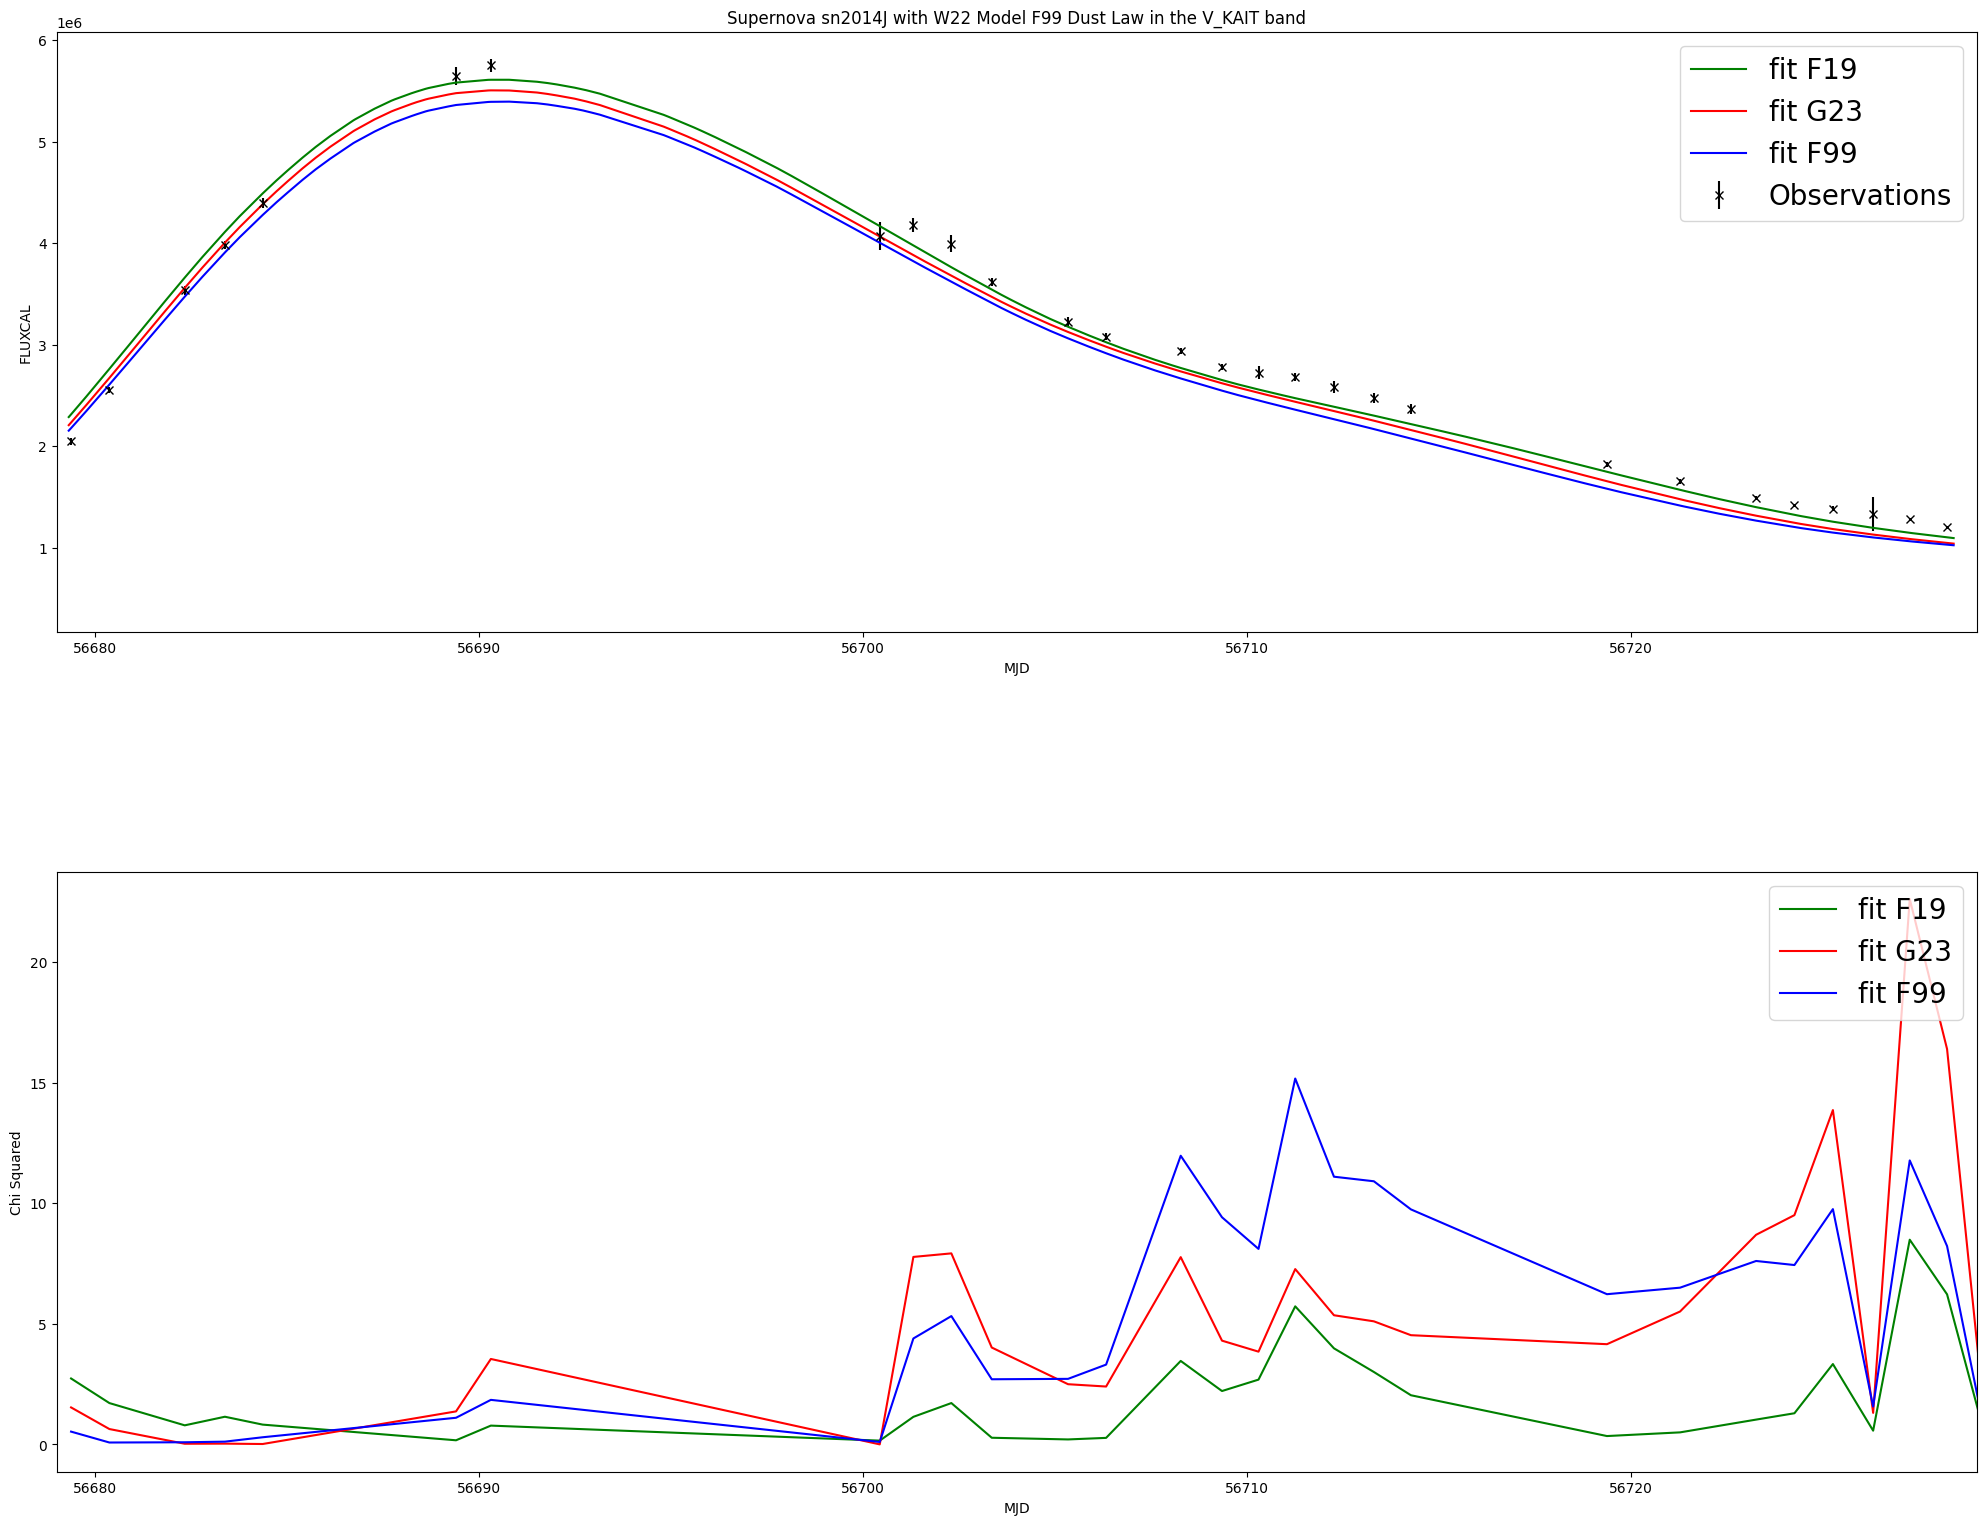 Supernova sn2014J with W22 Model F99 Dust Law in the V_KAIT band
1e6
6
5
4
3
2
1
FLUXCAL
fit F19
fit G23
fit F99
Observations
56680 56690 56700 56710 56720
MJD
20
15
10
5
0
Chi Squared
fit F19
fit G23
fit F99
56680 56690 56700 56710 56720
MJD